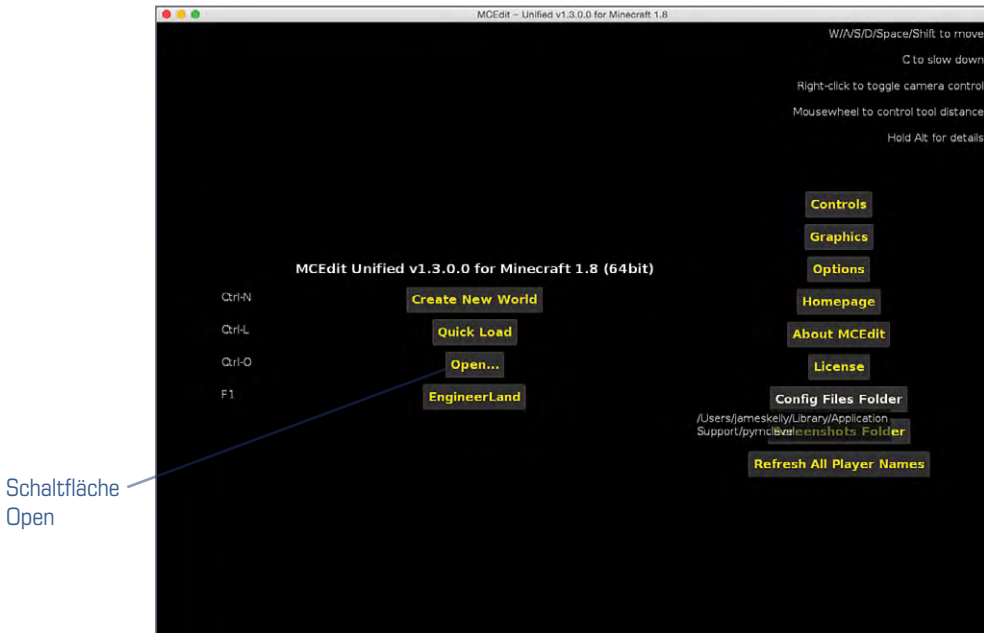 MCEdit – Unified v1.3.0.0 for Minecraft 1.8
W/A/S/D/Space/Shift to move
C to slow down
Right-click to toggle camera control
Mousewheel to control tool distance
Hold Alt for details
MCEdit Unified v1.3.0.0 for Minecraft 1.8 (64bit)
Ctrl-N Create New World
Ctrl-L Quick Load
Ctrl-O Open...
F1 EngineerLand
Controls
Graphics
Options
Homepage
About MCEdit
License
Config Files Folder
/Users/jameskelly/Library/Application
Support/pymclevel
Screenshots Folder
Refresh All Player Names
Schaltfläche
Open